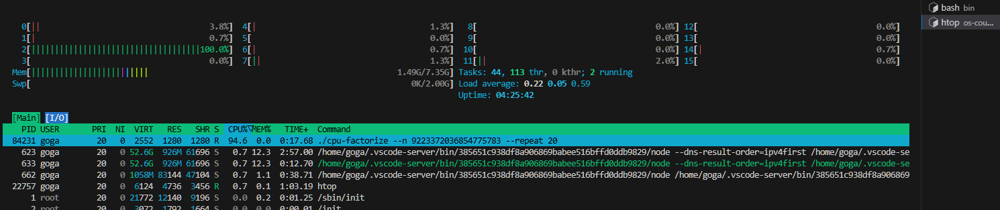 bash bin
htop os-cou...
0[|| 3.8%] 4[| 1.3%] 8[ 0.0%] 12[ 0.0%]
1[| 0.7%] 5[ 0.0%] 9[ 0.0%] 13[ 0.0%]
2[||||||||||||||||||||||||||||||||||||100.0%] 6[| 0.7%] 10[ 0.0%] 14[| 0.7%]
3[ 0.0%] 7[|| 1.3%] 11[|| 2.0%] 15[ 0.0%]
Mem[||||||||||||||||||||||||| 1.49G/7.35G] Tasks: 44, 113 thr, 0 kthr; 2 running
Swp[ 0K/2.00G] Load average: 0.22 0.05 0.59
Uptime: 04:25:42
[Main] [I/O]
PID USER PRI NI VIRT RES SHR S CPU%▽MEM% TIME+ Command
84231 goga 20 0 2552 1280 1280 R 94.6 0.0 0:17.68 ./cpu-factorize --n 9223372036854775783 --repeat 20
623 goga 20 0 52.6G 926M 61696 S 0.7 12.3 2:57.00 /home/goga/.vscode-server/bin/385651c938df8a906869babee516bffd0ddb9829/node --dns-result-order=ipv4first /home/goga/.vscode-se
633 goga 20 0 52.6G 926M 61696 S 0.7 12.3 0:12.70 /home/goga/.vscode-server/bin/385651c938df8a906869babee516bffd0ddb9829/node --dns-result-order=ipv4first /home/goga/.vscode-se
662 goga 20 0 1058M 83144 47104 S 0.7 1.1 0:38.71 /home/goga/.vscode-server/bin/385651c938df8a906869babee516bffd0ddb9829/node /home/goga/.vscode-server/bin/385651c938df8a906869
22757 goga 20 0 6124 4736 3456 R 0.7 0.1 1:03.19 htop
1 root 20 0 21772 12140 9196 S 0.0 0.2 0:01.25 /sbin/init
2 root 20 0 3072 1792 1664 S 0.0 0.0 0:00.01 /init